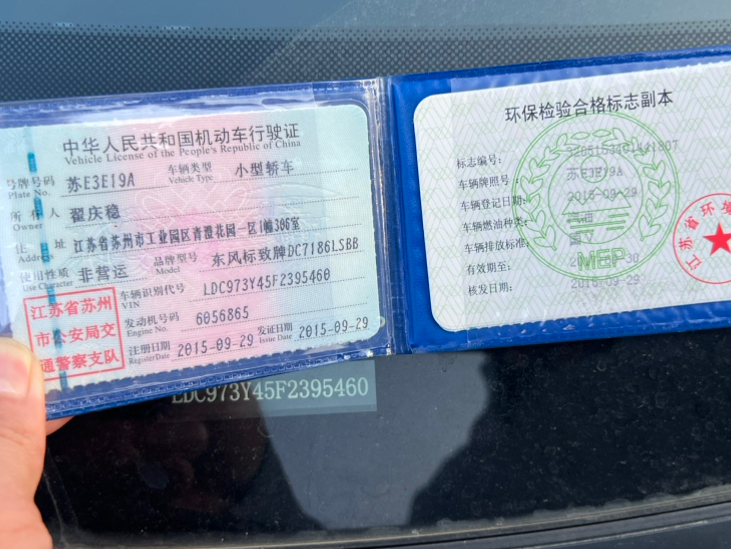 中华人民共和国机动车行驶证
Vehicle License of the People's Republic of China
号牌号码 苏E3E19A 车辆类型 小型轿车
Plate No. Vehicle Type
所有人 翟庆稳
Owner
住址 江苏省苏州市工业园区青澄花园一区1幢306室
Address
使用性质 非营运 品牌型号 东风标致牌DC7186LSBB
Use Character Model
车辆识别代号 LDC973Y45F2395460
VIN
发动机号码 6056865
Engine No.
注册日期 2015-09-29 发证日期 2015-09-29
Register Date Issue Date
江苏省苏州
市公安局交
通警察支队
环保检验合格标志副本
标志编号:
车辆牌照号: 苏E3E19A
车辆登记日期: 2015-09-29
车辆燃油种类:
车辆排放标准:
有效期至:
核发日期: 2015-09-29
MEP
江苏省环
LDC973Y45F2395460